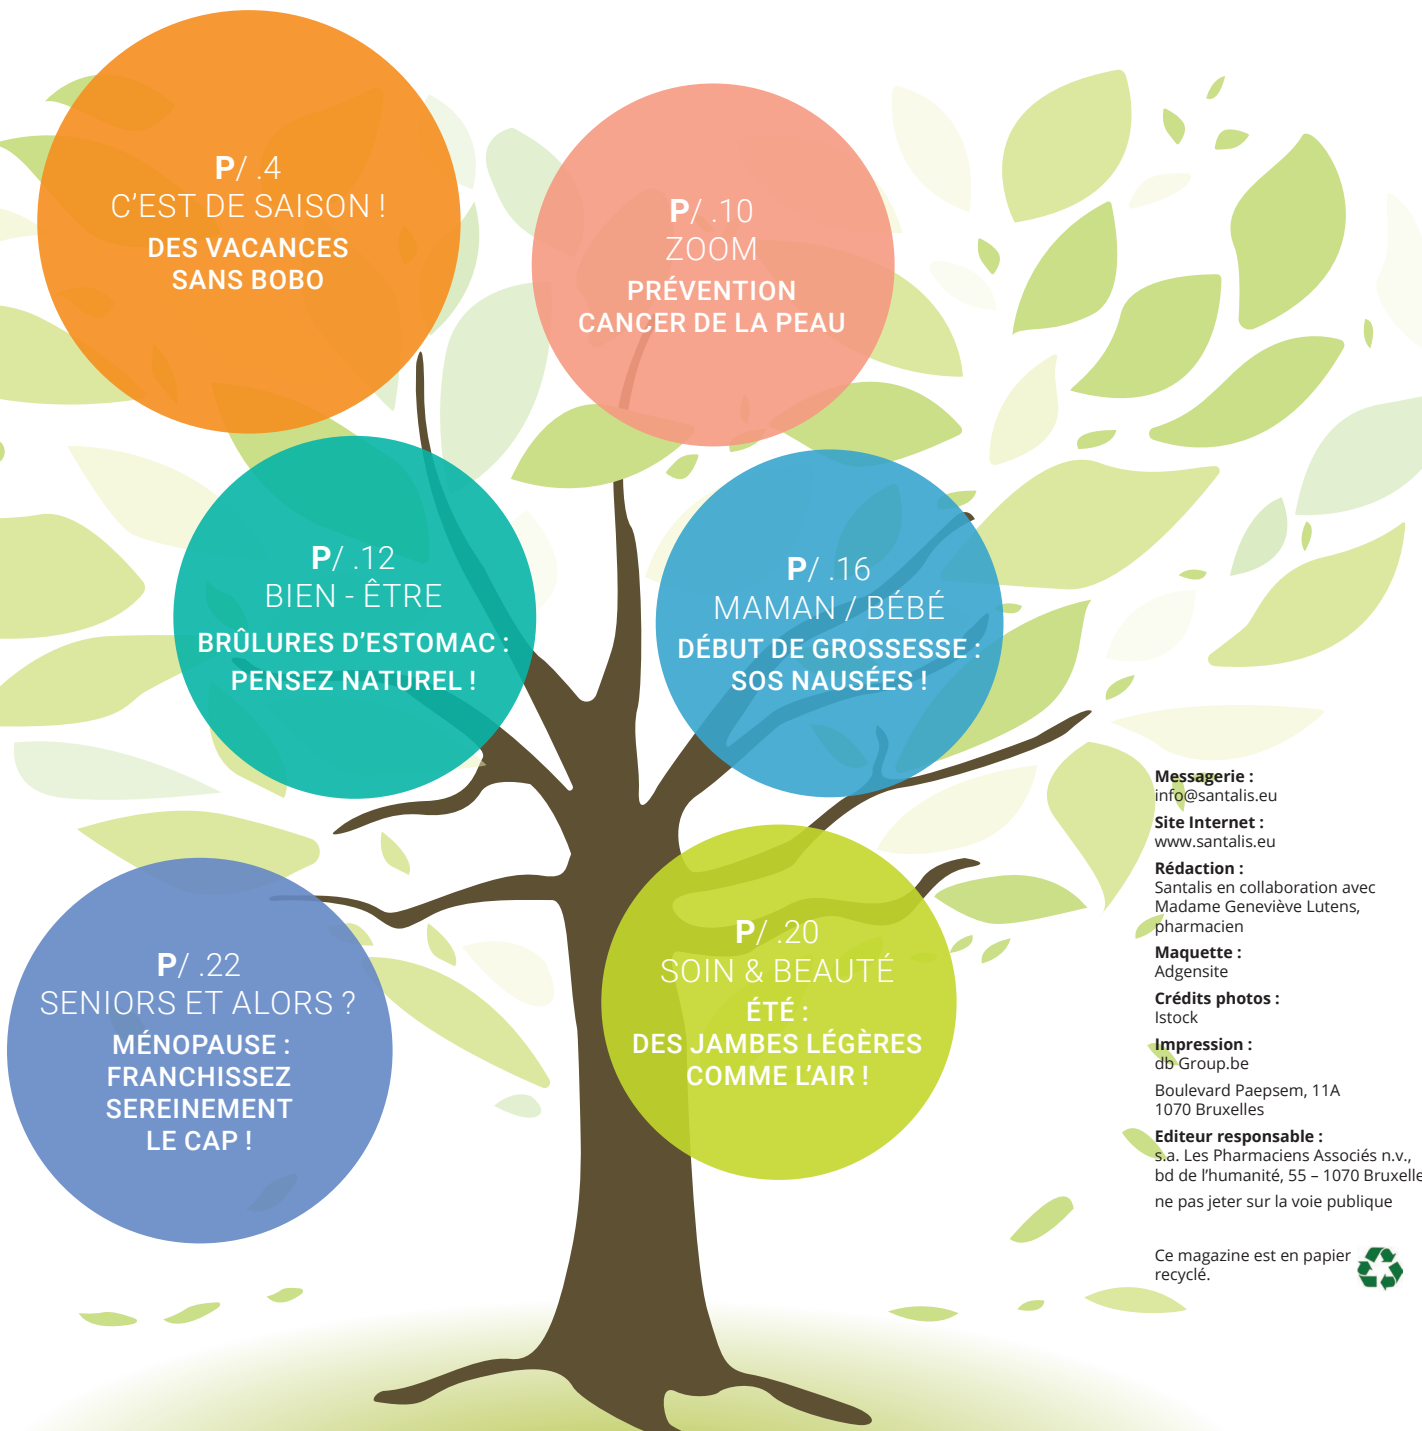 P/ .4
C'EST DE SAISON !
DES VACANCES
SANS BOBO
P/ .10
ZOOM
PRÉVENTION
CANCER DE LA PEAU
P/ .12
BIEN - ÊTRE
BRÛLURES D'ESTOMAC :
PENSEZ NATUREL !
P/ .16
MAMAN / BÉBÉ
DÉBUT DE GROSSESSE :
SOS NAUSÉES !
P/ .22
SENIORS ET ALORS ?
MÉNOPAUSE :
FRANCHISSEZ
SEREINEMENT
LE CAP !
P/ .20
SOIN & BEAUTÉ
ÉTÉ :
DES JAMBES LÉGÈRES
COMME L'AIR !
Messagerie :
info@santalis.eu
Site Internet :
www.santalis.eu
Rédaction :
Santalis en collaboration avec
Madame Geneviève Lutens,
pharmacien
Maquette :
Adgensite
Crédits photos :
Istock
Impression :
db Group.be
Boulevard Paepsem, 11A
1070 Bruxelles
Editeur responsable :
s.a. Les Pharmaciens Associés n.v.,
bd de l'humanité, 55 – 1070 Bruxelle
ne pas jeter sur la voie publique
Ce magazine est en papier
recyclé.